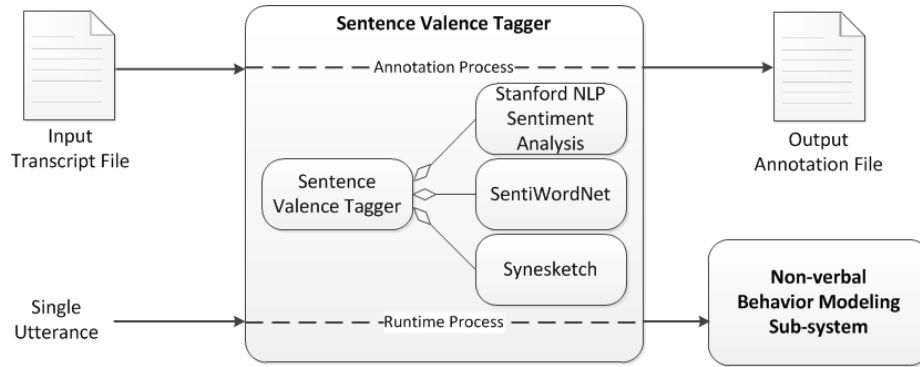 Sentence Valence Tagger
Annotation Process
Input
Transcript File
Stanford NLP
Sentiment
Analysis
Output
Annotation File
Sentence
Valence Tagger
SentiWordNet
Synesketch
Single
Utterance
Runtime Process
Non-verbal
Behavior Modeling
Sub-system